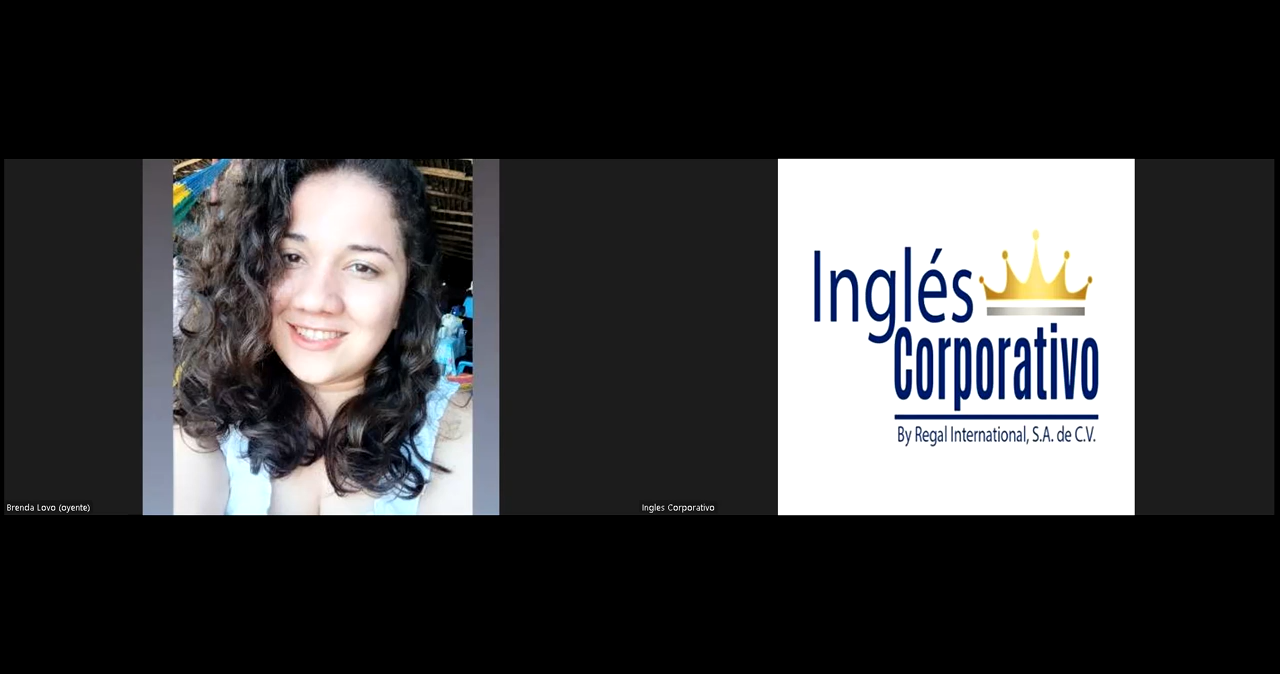 Inglés
Corporativo
By Regal International, S.A. de C.V.
Brenda Lovo (oyente)
Ingles Corporativo